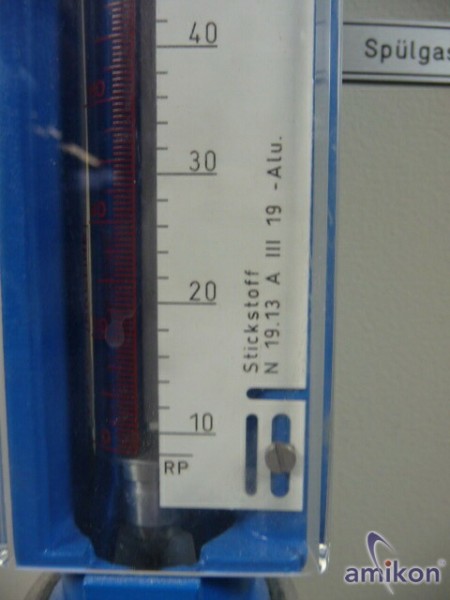 40
30
20
10
RP
Stickstoff
N 19.13 A III 19 -Alu.
Spülgas
amikon